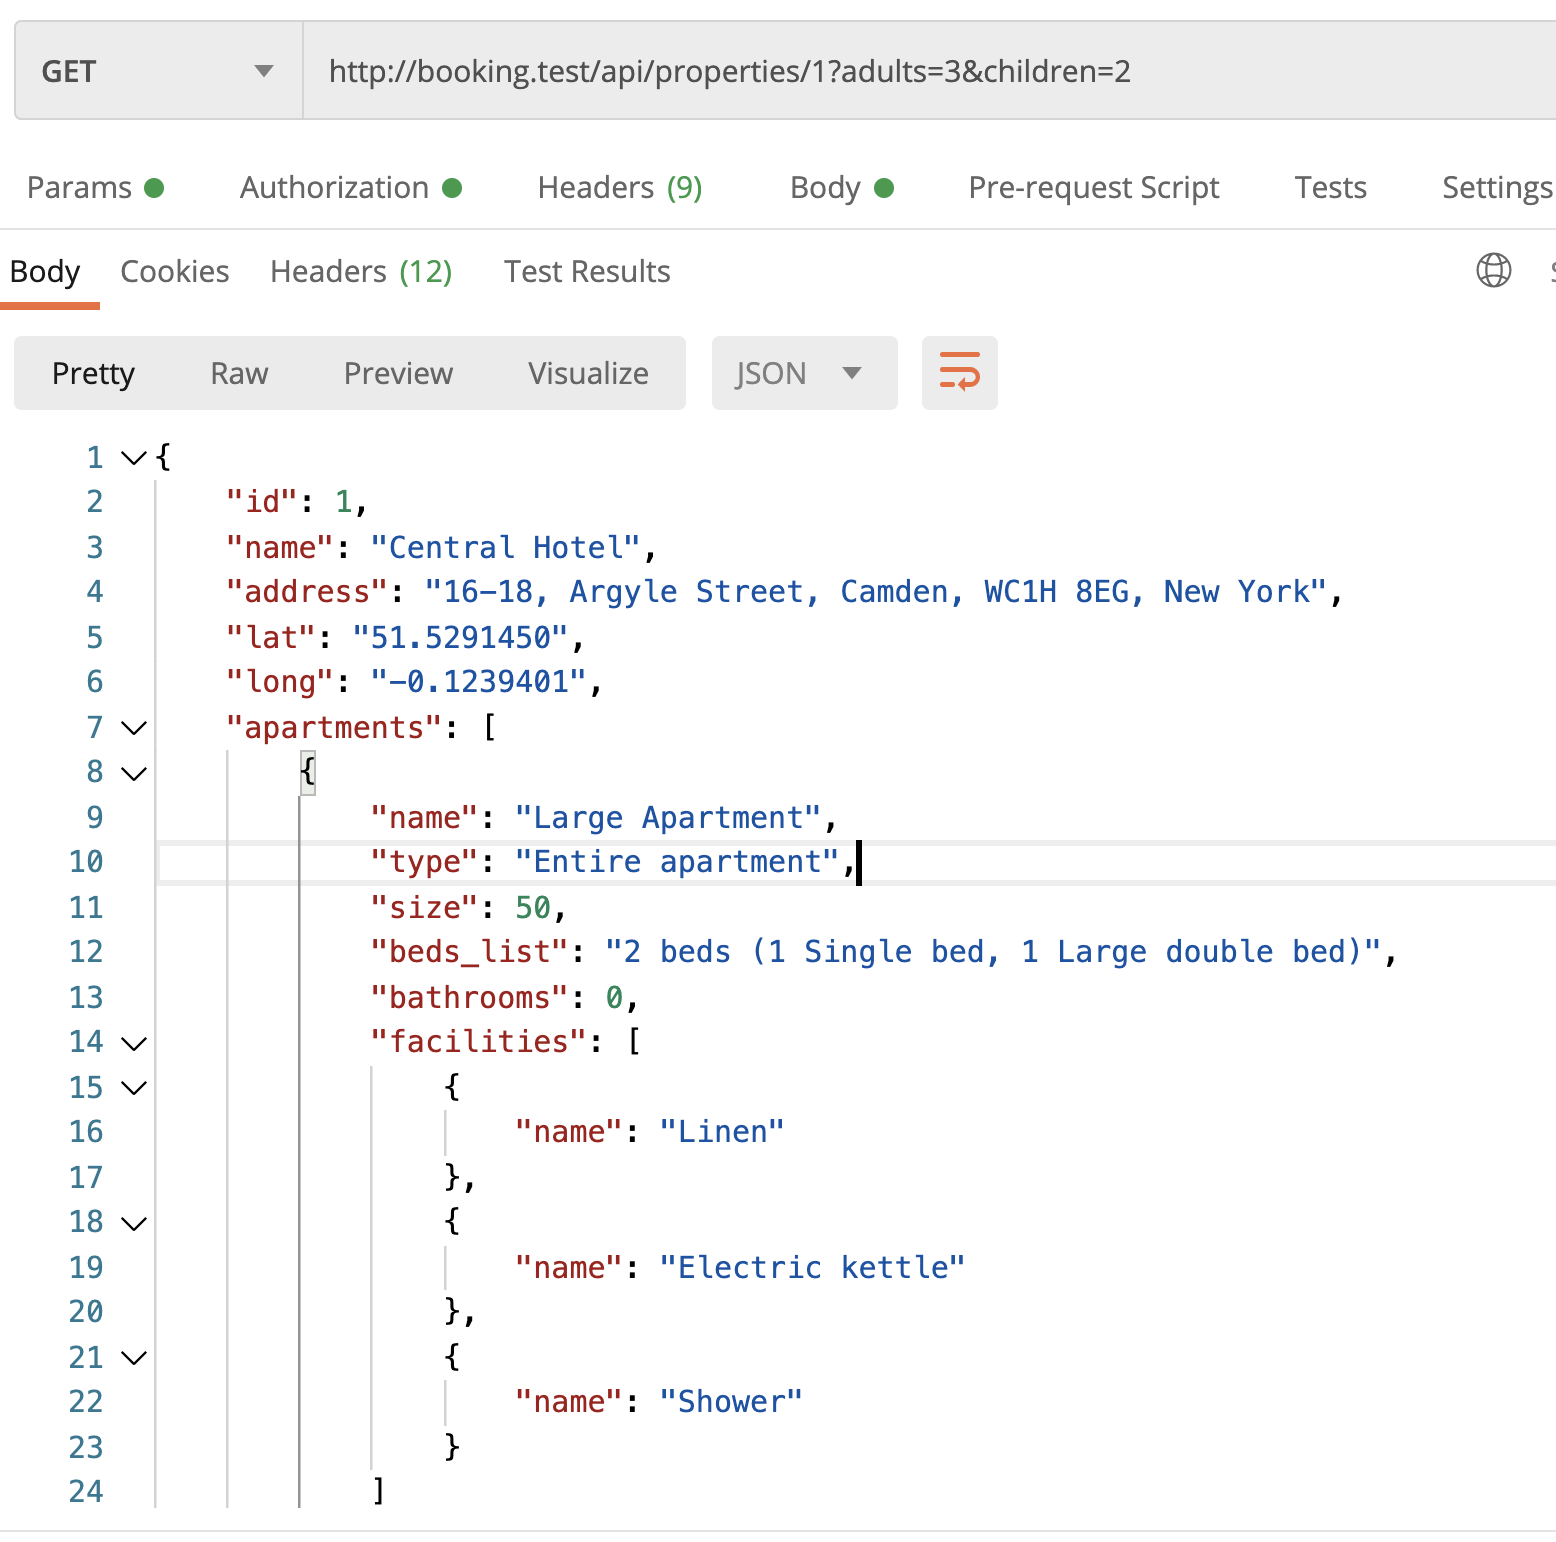 GET http://booking.test/api/properties/1?adults=3&children=2
Params Authorization Headers (9) Body Pre-request Script Tests Settings
Body Cookies Headers (12) Test Results
Pretty Raw Preview Visualize JSON
1 {
2 "id": 1,
3 "name": "Central Hotel",
4 "address": "16-18, Argyle Street, Camden, WC1H 8EG, New York",
5 "lat": "51.5291450",
6 "long": "-0.1239401",
7 "apartments": [
8 {
9 "name": "Large Apartment",
10 "type": "Entire apartment",
11 "size": 50,
12 "beds_list": "2 beds (1 Single bed, 1 Large double bed)",
13 "bathrooms": 0,
14 "facilities": [
15 {
16 "name": "Linen"
17 },
18 {
19 "name": "Electric kettle"
20 },
21 {
22 "name": "Shower"
23 }
24 ]